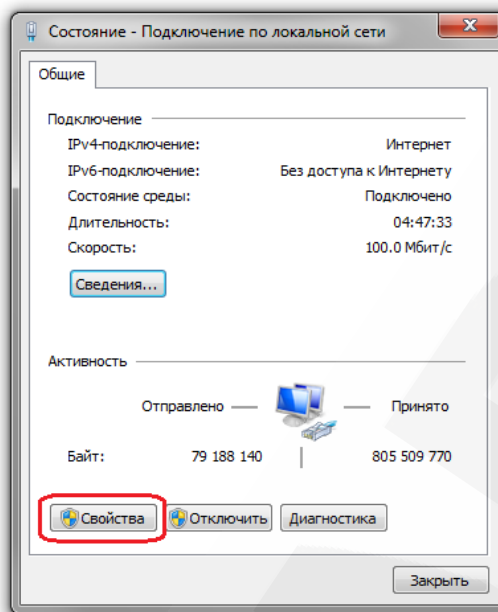 Состояние - Подключение по локальной сети
Общие
Подключение
IPv4-подключение: Интернет
IPv6-подключение: Без доступа к Интернету
Состояние среды: Подключено
Длительность: 04:47:33
Скорость: 100.0 Мбит/с
Сведения...
Активность
Отправлено — — Принято
Байт: 79 188 140 | 805 509 770
Свойства Отключить Диагностика
Закрыть